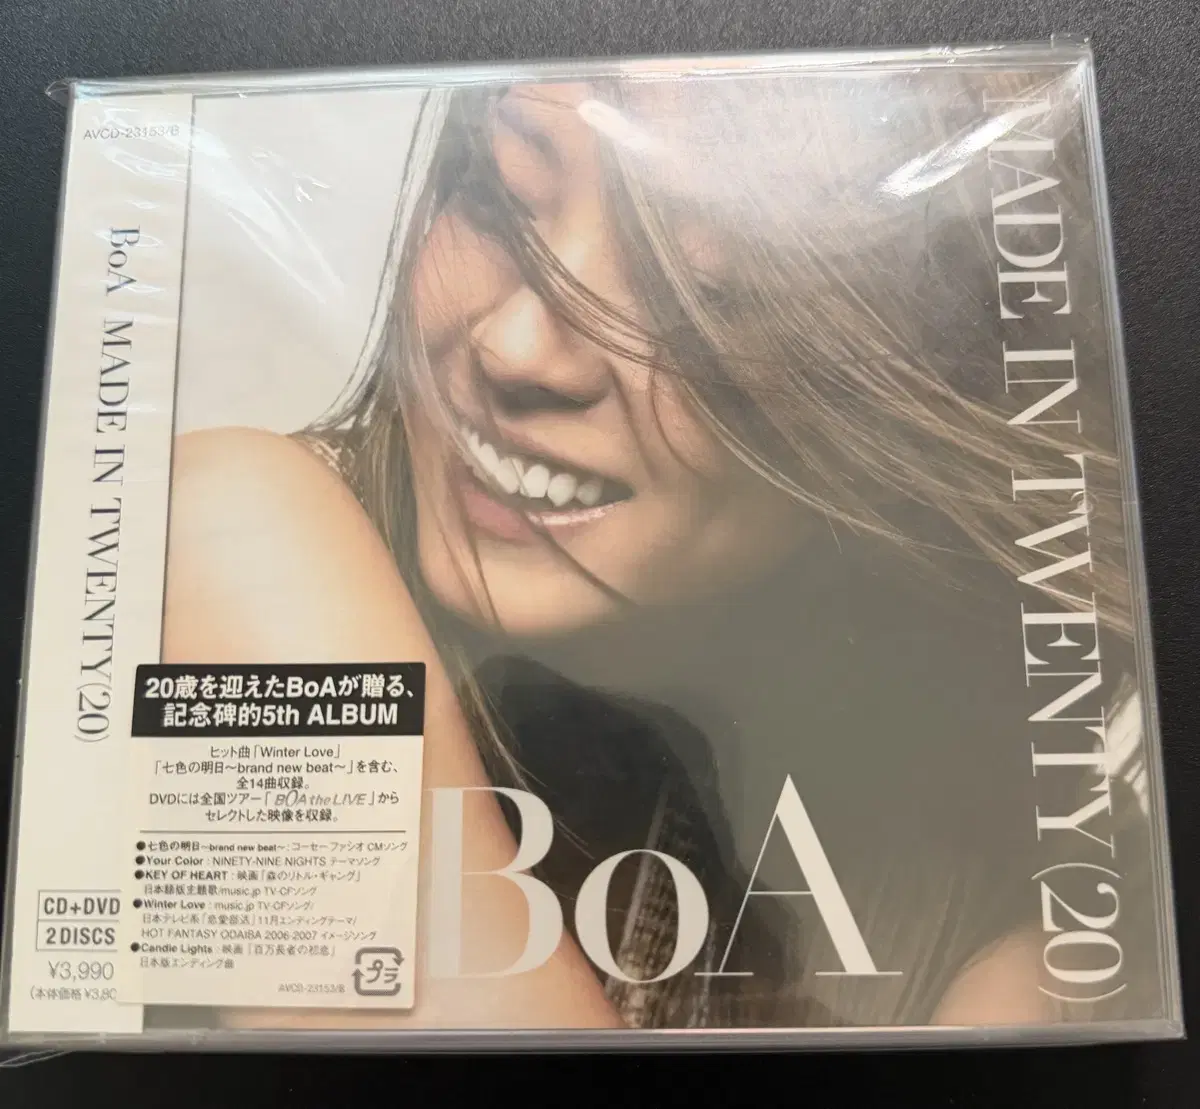 AVCD-23153/B
BoA MADE IN TWENTY(20)
MADE IN TWENTY(20)
BoA
20歳を迎えたBoAが贈る、
記念碑的5th ALBUM
ヒット曲「Winter Love」
「七色の明日～brand new beat～」を含む、
全14曲収録。
DVDには全国ツアー「BOA the LIVE」から
セレクトした映像を収録。
●七色の明日～brand new beat～：コーセー ファシオ CMソング
●Your Color：NINETY-NINE NIGHTS テーマソング
●KEY OF HEART：映画「森のリトル・ギャング」
日本語版主題歌/music.jp TV-CFソング
●Winter Love：music.jp TV-CFソング/
日本テレビ系「恋愛部活」11月エンディングテーマ/
HOT FANTASY ODAIBA 2006-2007 イメージソング
●Candle Lights：映画「百万長者の初恋」
日本版エンディング曲
プラ
AVCD-23153/B
CD+DVD
2DISCS
¥3,990
(本体価格 ¥3,80